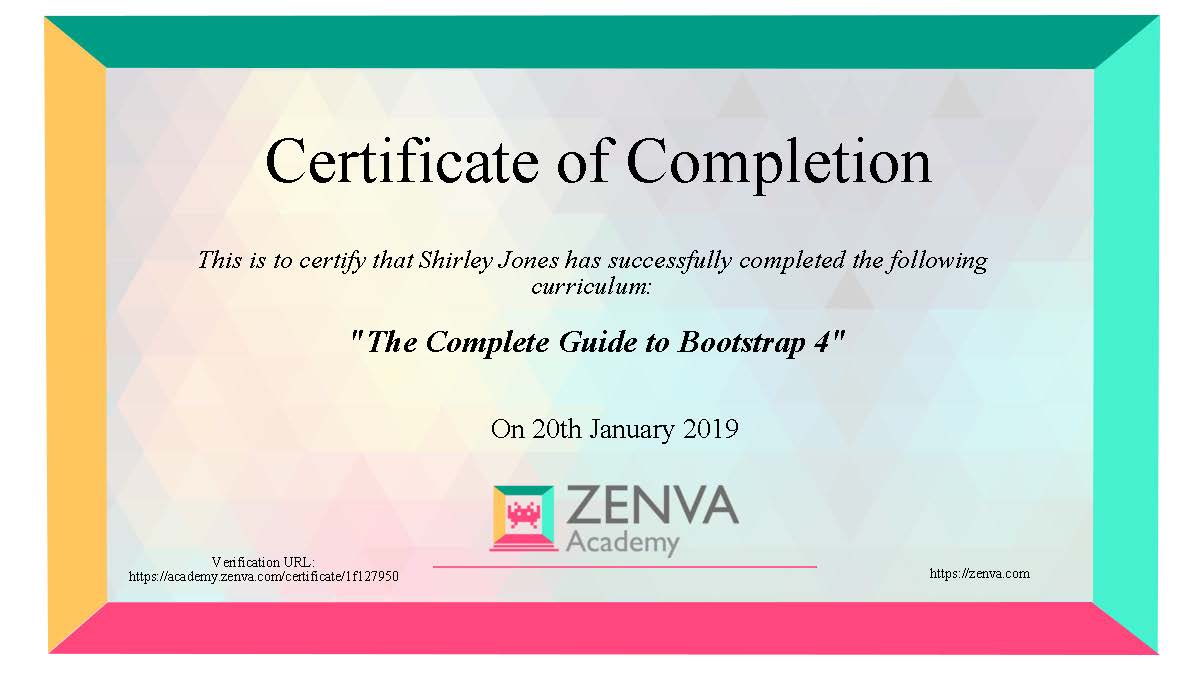 Certificate of Completion
This is to certify that Shirley Jones has successfully completed the following
curriculum:
"The Complete Guide to Bootstrap 4"
On 20th January 2019
ZENVA
Academy
Verification URL:
https://academy.zenva.com/certificate/1f127950
https://zenva.com